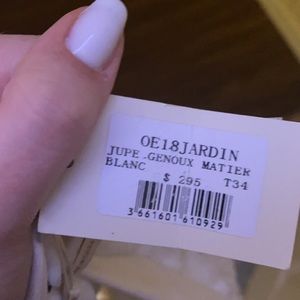 OE18JARDIN
JUPE .GENOUX MATIER
BLANC
$ 295 T34
3 661601 610929